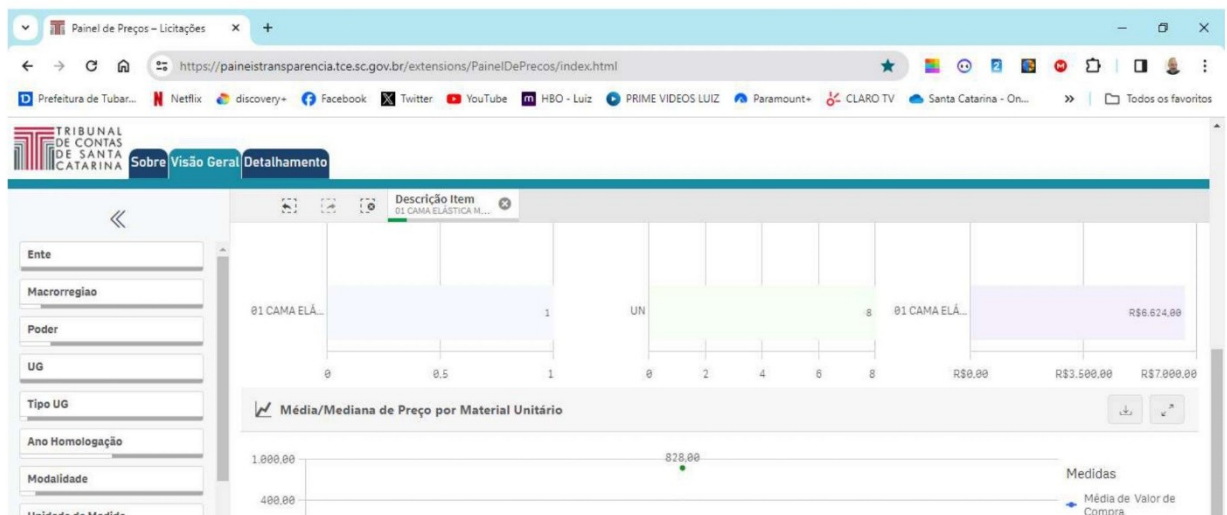 Painel de Preços – Licitações
https://paineistransparencia.tce.sc.gov.br/extensions/PainelDePrecos/index.html
Prefeitura de Tubar... Netflix discovery+ Facebook Twitter YouTube HBO - Luiz PRIME VIDEOS LUIZ Paramount+ CLARO TV Santa Catarina - On... » Todos os favoritos
TRIBUNAL
DE CONTAS
DE SANTA
CATARINA
Sobre Visão Geral Detalhamento
Descrição Item
01 CAMA ELÁSTICA M...
Ente
Macrorregiao
Poder
UG
Tipo UG
Ano Homologação
Modalidade
Unidade de Medida
01 CAMA ELÁ... 1 UN 8 01 CAMA ELÁ... R$6.624,00
0 0.5 1 0 2 4 6 8 R$0,00 R$3.500,00 R$7.000,00
Média/Mediana de Preço por Material Unitário
1.000,00 828,00
400,00
Medidas
Média de Valor de
Compra